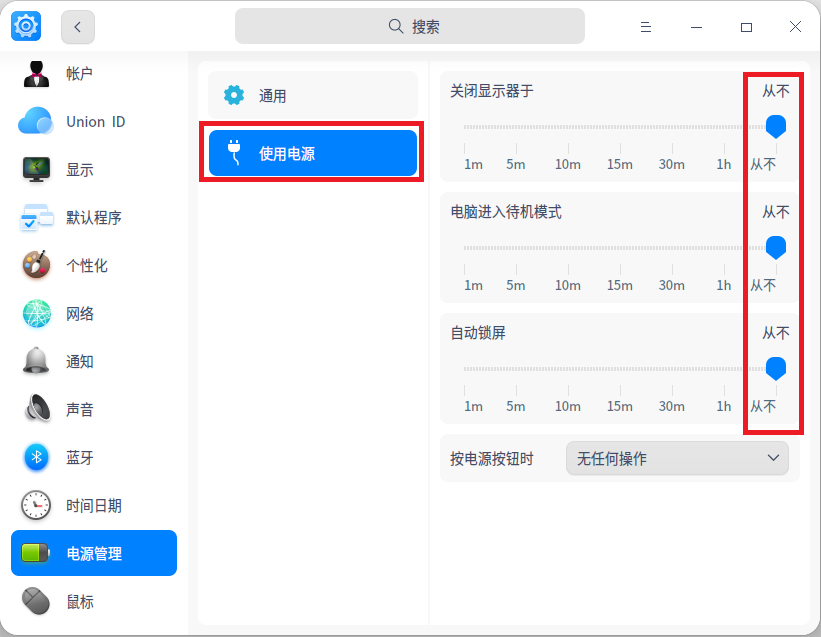 搜索
帐户
Union ID
显示
默认程序
个性化
网络
通知
声音
蓝牙
时间日期
电源管理
鼠标
通用
使用电源
关闭显示器于 从不
1m 5m 10m 15m 30m 1h 从不
电脑进入待机模式 从不
1m 5m 10m 15m 30m 1h 从不
自动锁屏 从不
1m 5m 10m 15m 30m 1h 从不
按电源按钮时 无任何操作